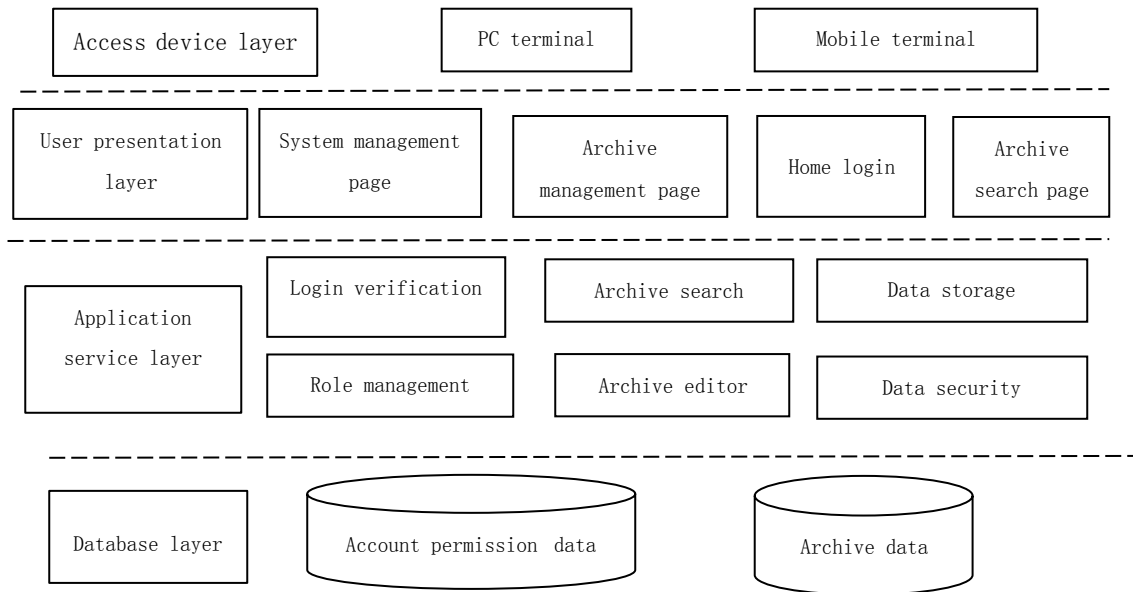 Access device layer
PC terminal
Mobile terminal
User presentation
layer
System management
page
Archive
management page
Home login
Archive
search page
Application
service layer
Login verification
Archive search
Data storage
Role management
Archive editor
Data security
Database layer
Account permission data
Archive data